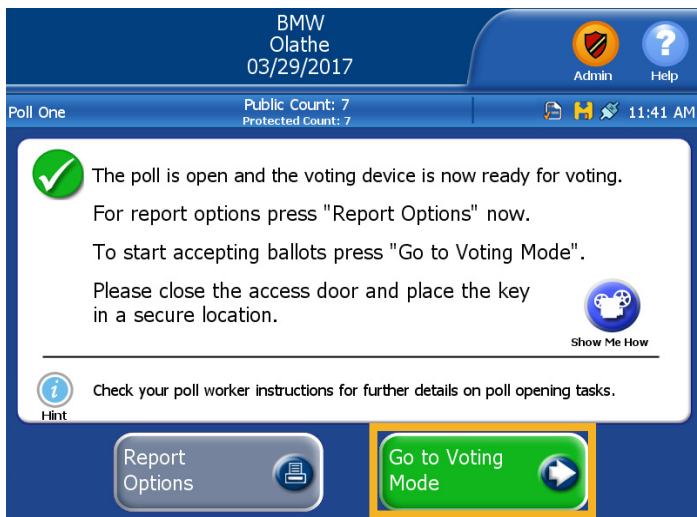 BMW
Olathe
03/29/2017
Admin
Help
Poll One
Public Count: 7
Protected Count: 7
11:41 AM
The poll is open and the voting device is now ready for voting.
For report options press "Report Options" now.
To start accepting ballots press "Go to Voting Mode".
Please close the access door and place the key
in a secure location.
Show Me How
Hint
Check your poll worker instructions for further details on poll opening tasks.
Report
Options
Go to Voting
Mode